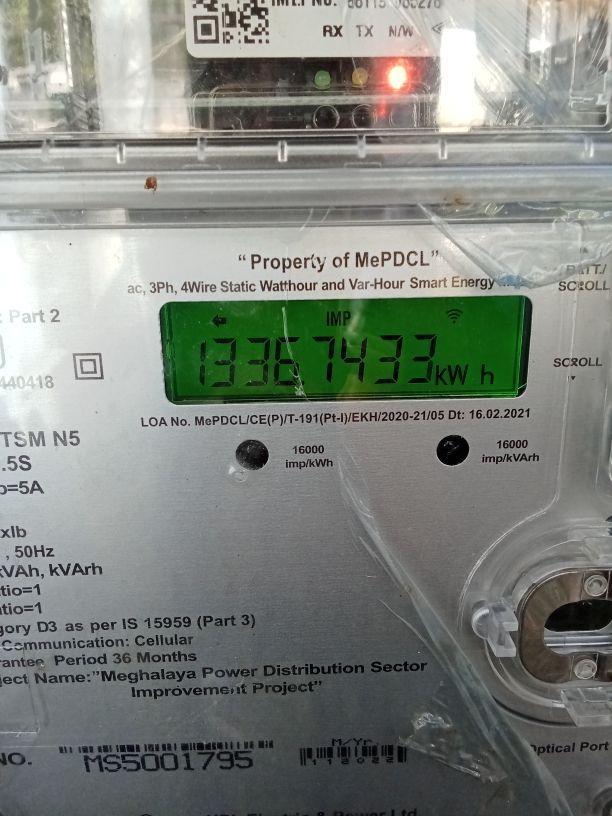 RX TX N/W
“Property of MePDCL”
ac, 3Ph, 4Wire Static Watthour and Var-Hour Smart Energy
BATT./
SCROLL
: Part 2
IMP
kW h
440418
SCROLL
LOA No. MePDCL/CE(P)/T-191(Pt-I)/EKH/2020-21/05 Dt: 16.02.2021
TSM N5
16000
imp/kWh
16000
imp/kVArh
.5S
=5A
xIb
, 50Hz
VAh, kVArh
tio=1
atio=1
gory D3 as per IS 15959 (Part 3)
Communication: Cellular
rantee Period 36 Months
ject Name:"Meghalaya Power Distribution Sector
Improvement Project"
NO.
MS5001795
M/Yr
112022
Optical Port